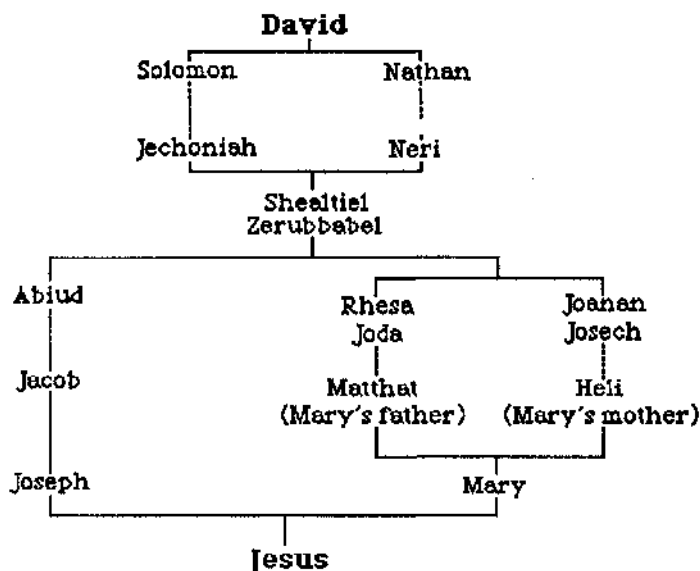 David
Solomon Nathan
Jechoniah Neri
Shealtiel
Zerubbabel
Abiud Rhesa Joanan
Joda Josech
Jacob Matthat Heli
(Mary's father) (Mary's mother)
Joseph Mary
Jesus